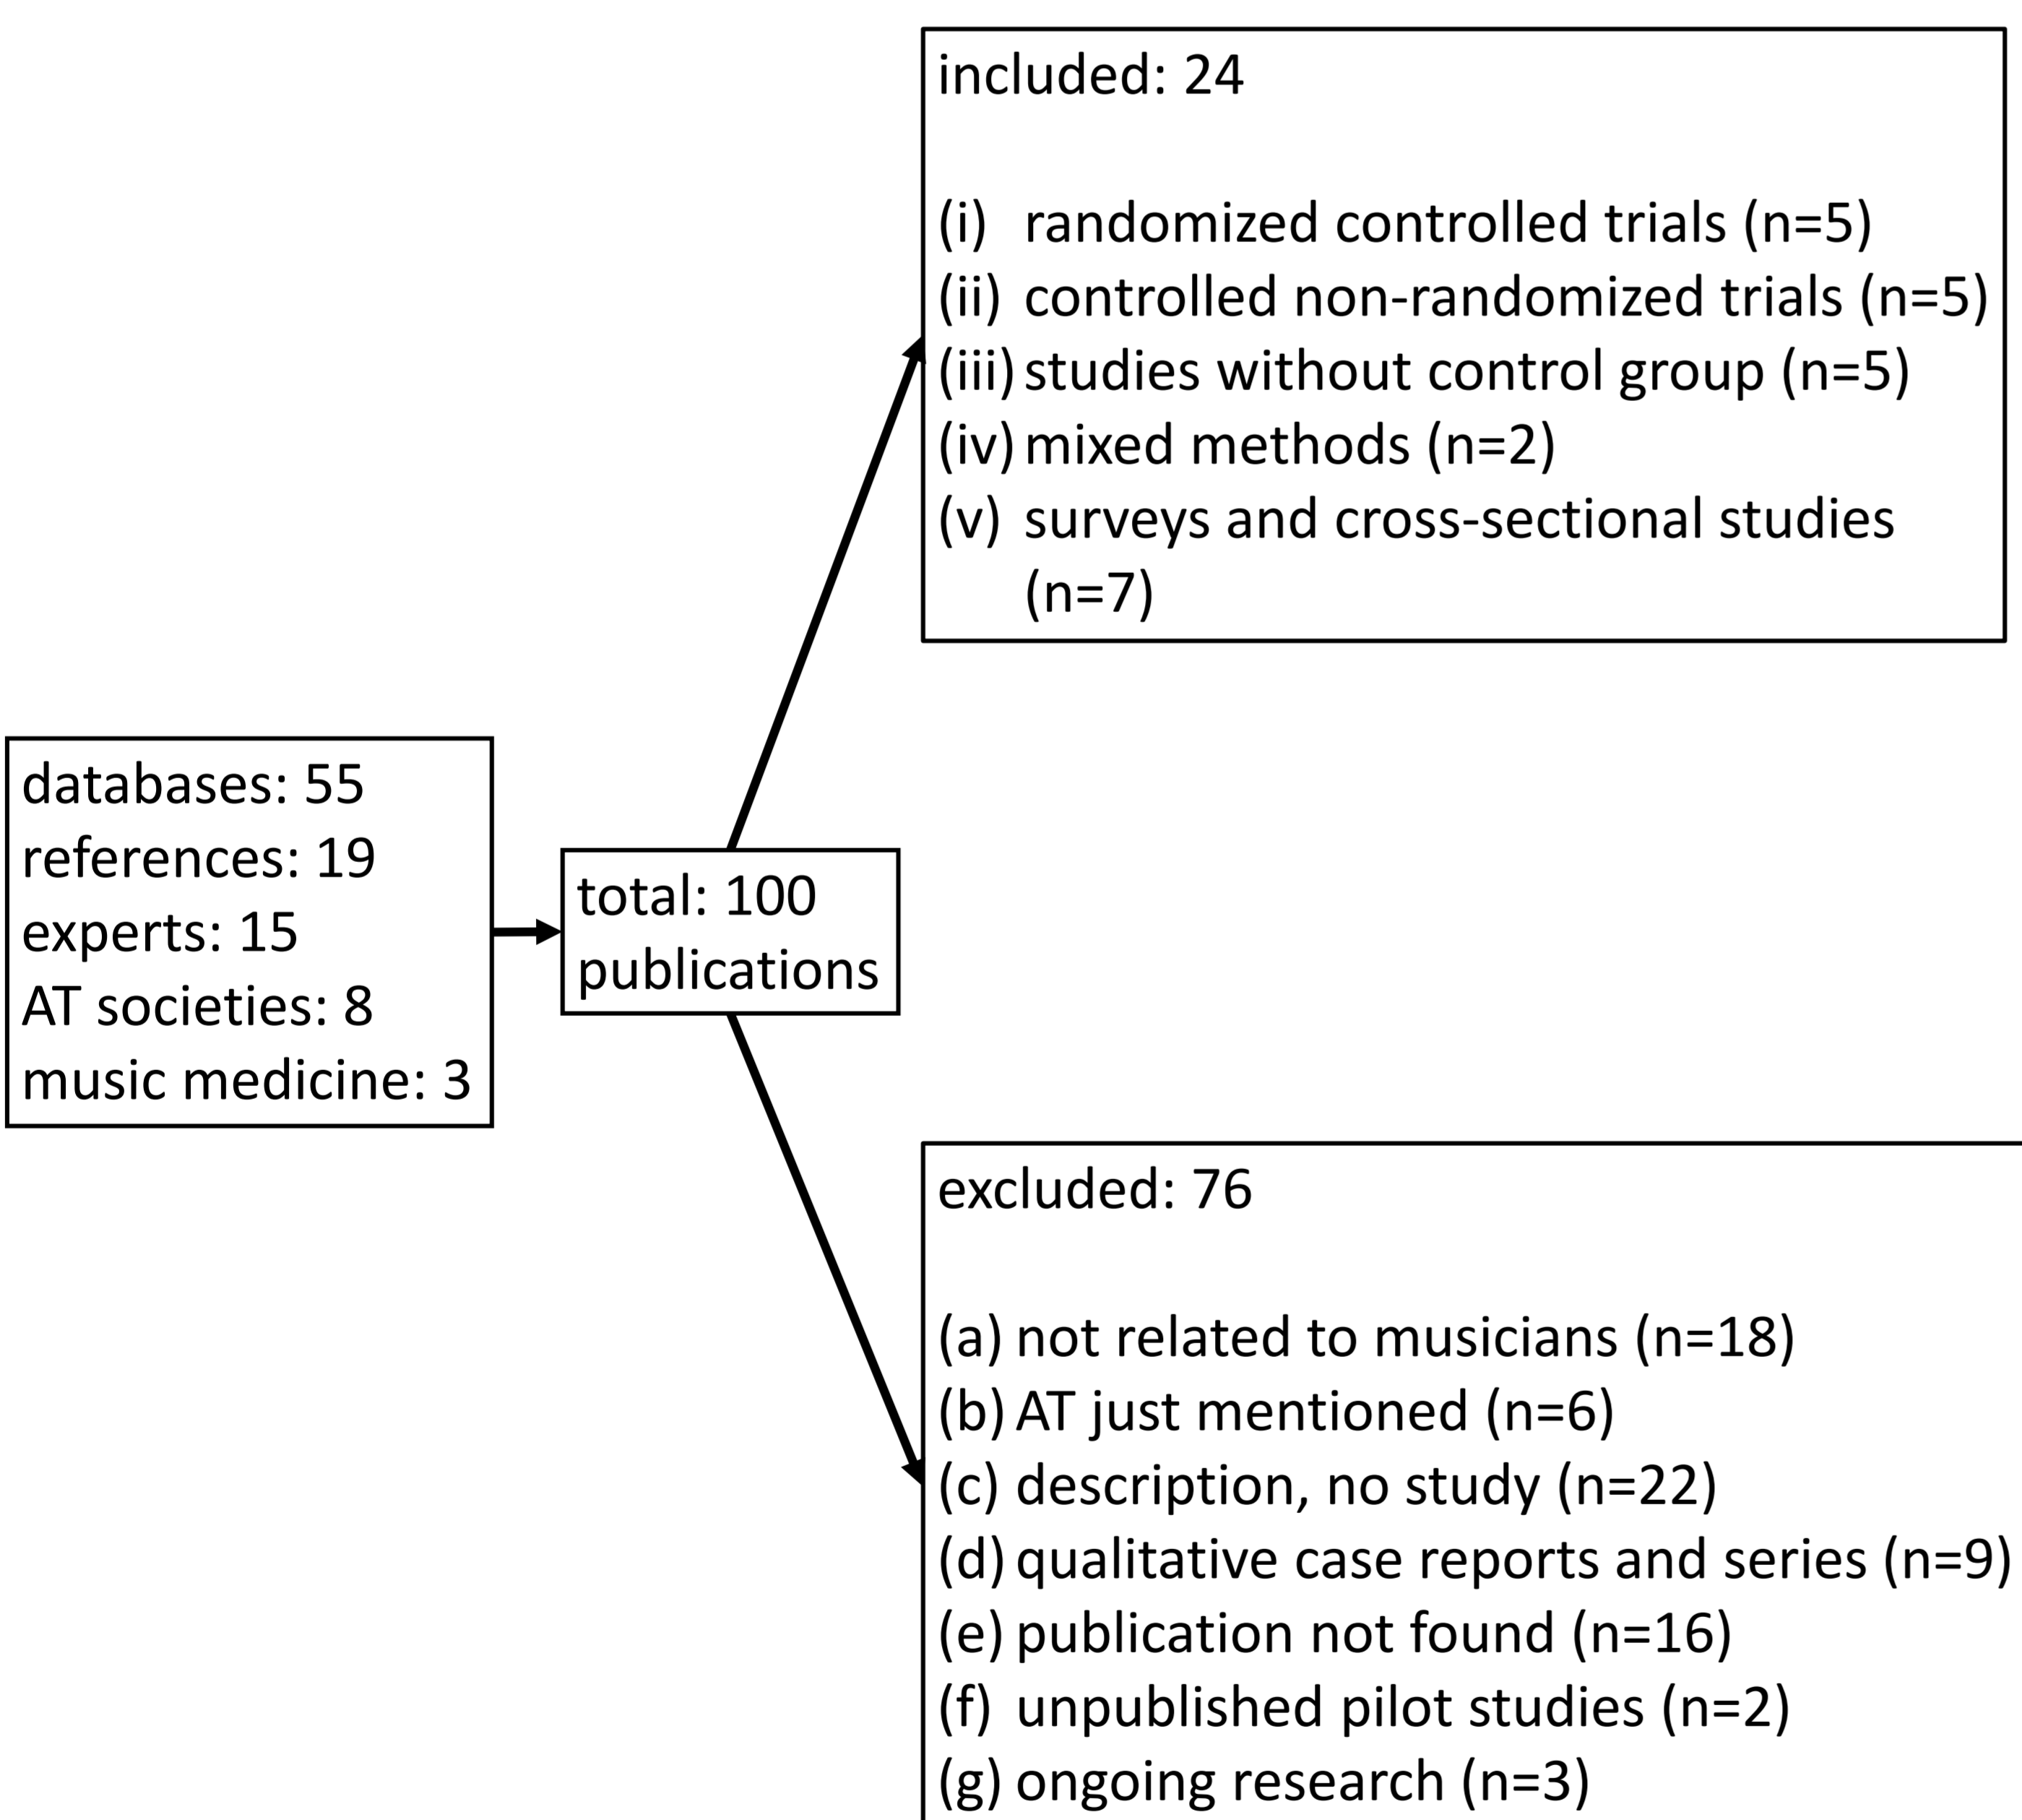 included: 24
(i) randomized controlled trials (n=5)
(ii) controlled non-randomized trials (n=5)
(iii) studies without control group (n=5)
(iv) mixed methods (n=2)
(v) surveys and cross-sectional studies
(n=7)
databases: 55
references: 19
experts: 15
AT societies: 8
music medicine: 3
total: 100
publications
excluded: 76
(a) not related to musicians (n=18)
(b) AT just mentioned (n=6)
(c) description, no study (n=22)
(d) qualitative case reports and series (n=9)
(e) publication not found (n=16)
(f) unpublished pilot studies (n=2)
(g) ongoing research (n=3)